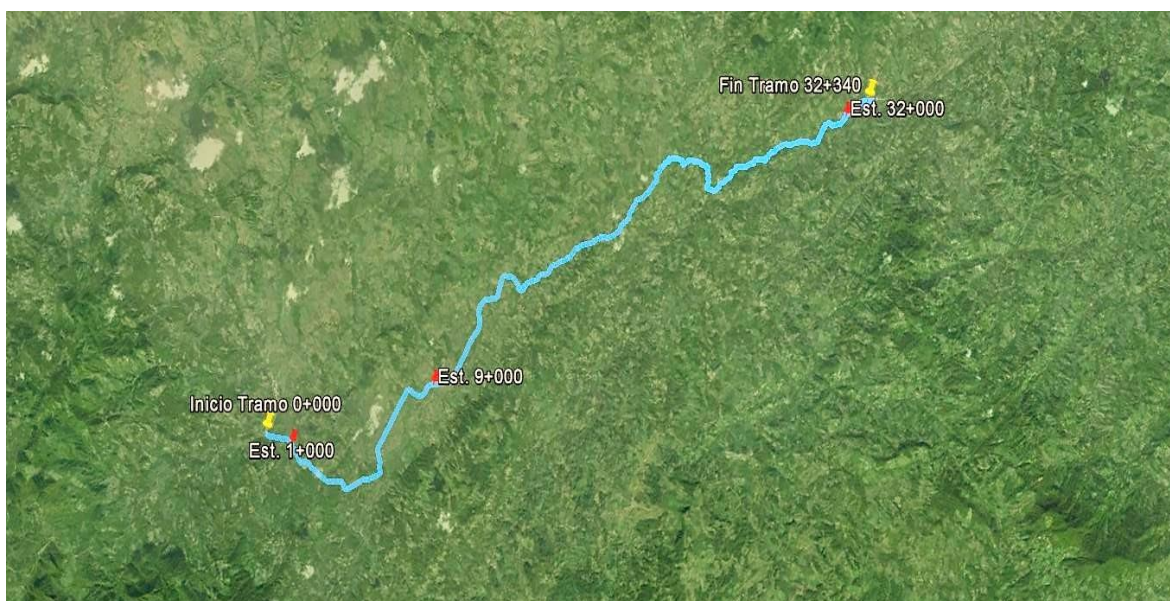 Fin Tramo 32+340
Est. 32+000
Est. 9+000
Inicio Tramo 0+000
Est. 1+000